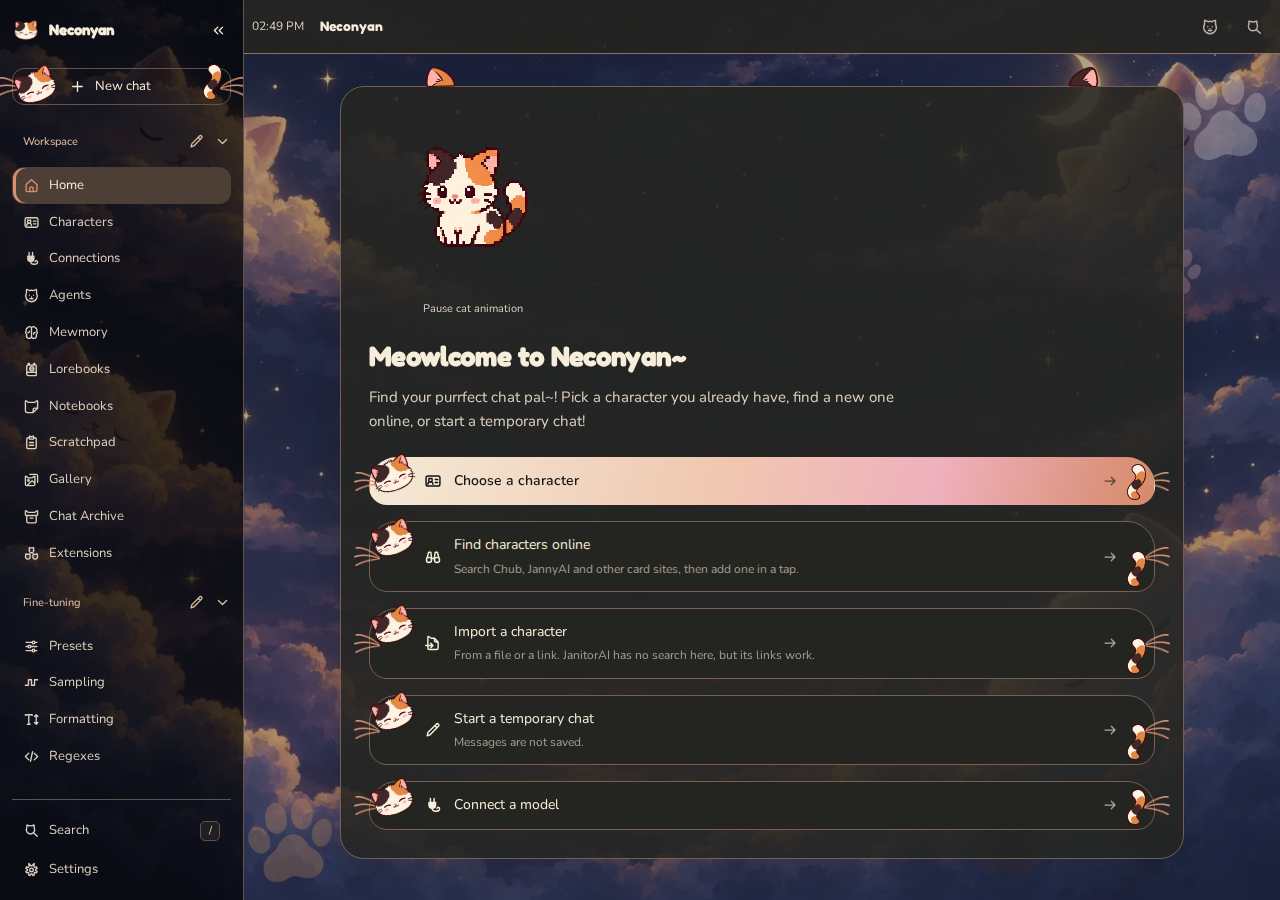 Neconyan
New chat
Workspace
Home
Characters
Connections
Agents
Mewmory
Lorebooks
Notebooks
Scratchpad
Gallery
Chat Archive
Extensions
Fine-tuning
Presets
Sampling
Formatting
Regexes
Search /
Settings
02:49 PM Neconyan
Pause cat animation
Meowlcome to Neconyan~
Find your purrfect chat pal~! Pick a character you already have, find a new one
online, or start a temporary chat!
Choose a character
Find characters online
Search Chub, JannyAI and other card sites, then add one in a tap.
Import a character
From a file or a link. JanitorAI has no search here, but its links work.
Start a temporary chat
Messages are not saved.
Connect a model